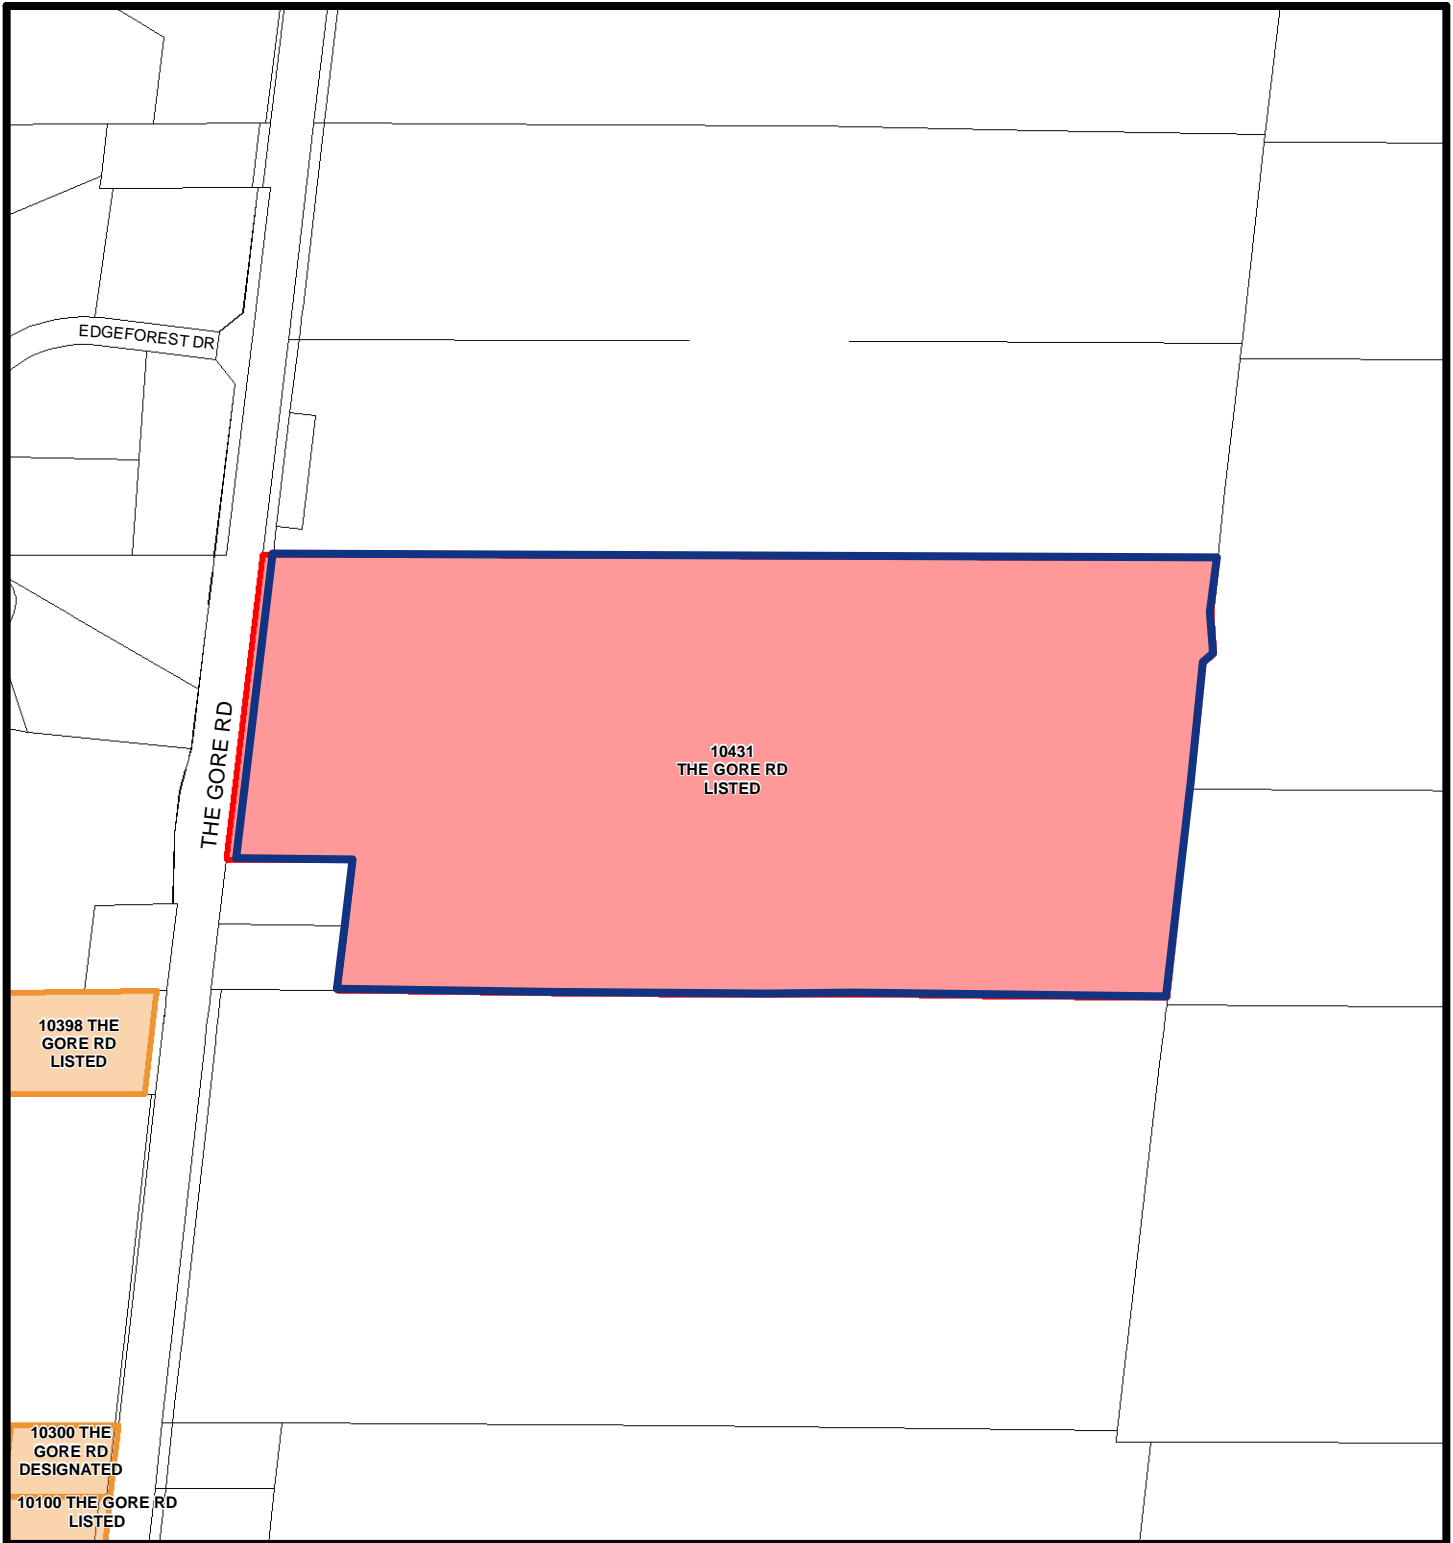 EDGEFOREST DR
THE GORE RD
10431
THE GORE RD
LISTED
10398 THE
GORE RD
LISTED
10300 THE
GORE RD
DESIGNATED
10100 THE GORE RD
LISTED